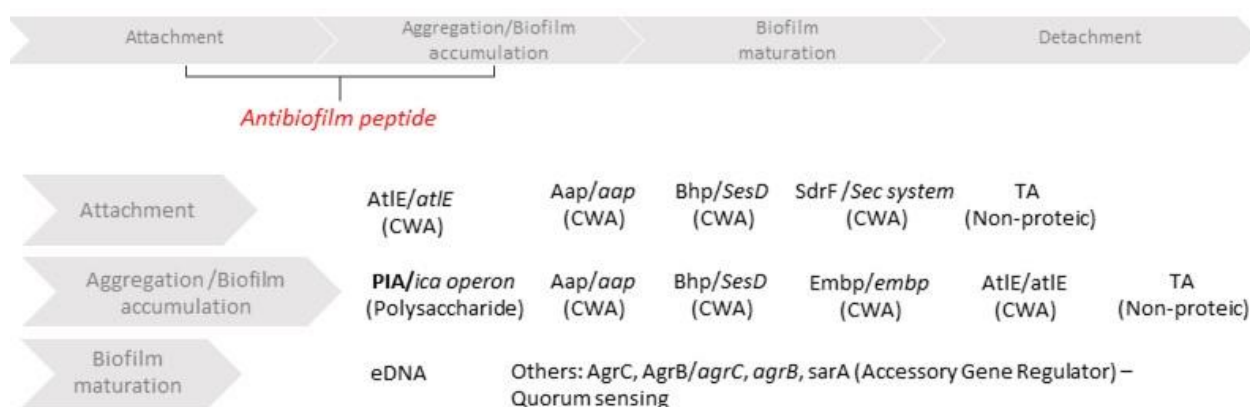 Attachment
Aggregation/Biofilm
accumulation
Biofilm
maturation
Detachment
Antibiofilm peptide
Attachment
AtlE/atlE
(CWA)
Aap/aap
(CWA)
Bhp/SesD
(CWA)
SdrF/Sec system
(CWA)
TA
(Non-proteic)
Aggregation/Biofilm
accumulation
PIA/ica operon
(Polysaccharide)
Aap/aap
(CWA)
Bhp/SesD
(CWA)
Embp/embp
(CWA)
AtlE/atlE
(CWA)
TA
(Non-proteic)
Biofilm
maturation
eDNA
Others: AgrC, AgrB/agrC, agrB, sarA (Accessory Gene Regulator) –
Quorum sensing